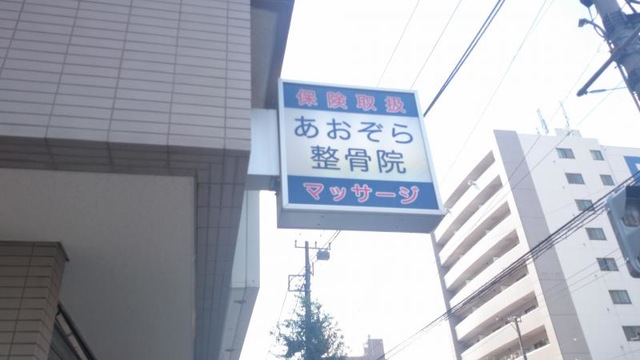 保険取扱
あおぞら
整骨院
マッサージ